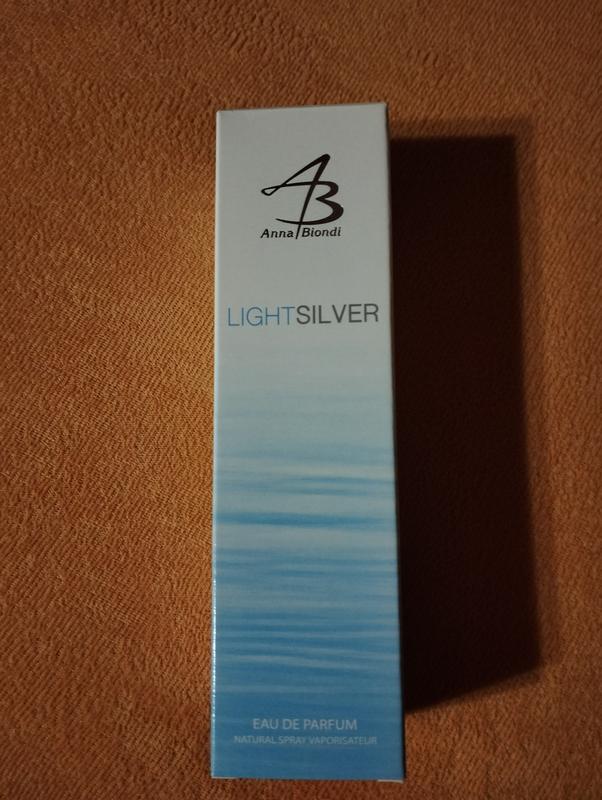 AB
Anna Biondi
LIGHTSILVER
EAU DE PARFUM
NATURAL SPRAY VAPORISATEUR